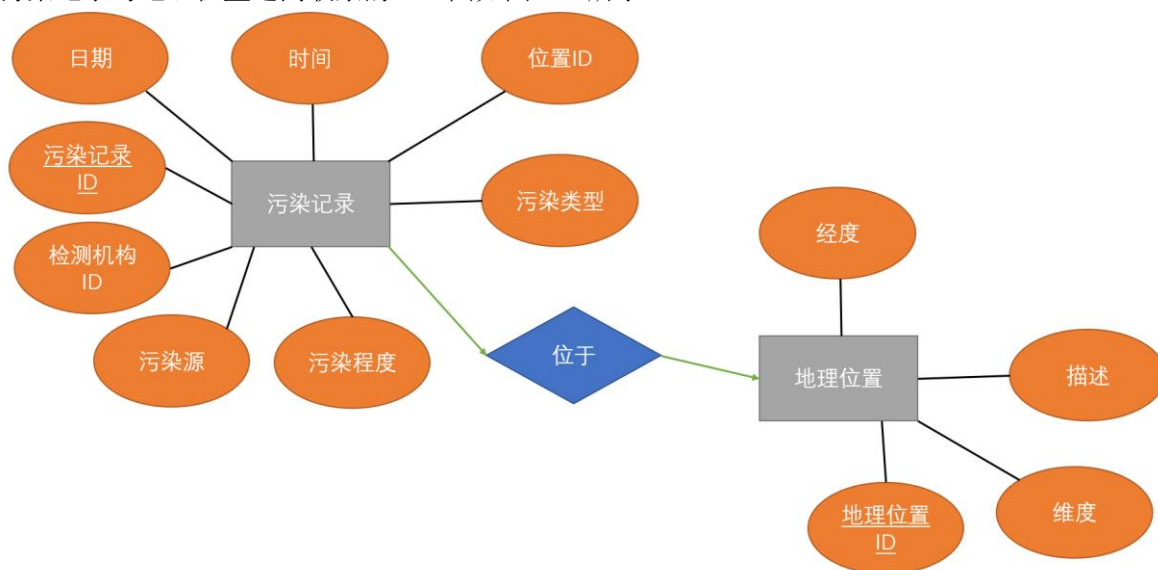 日期
时间
位置ID
污染记录
ID
污染记录
污染类型
检测机构
ID
经度
污染源
污染程度
位于
地理位置
描述
地理位置
ID
维度